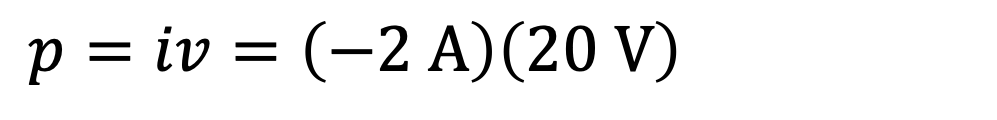 p = iv = (−2 A)(20 V)